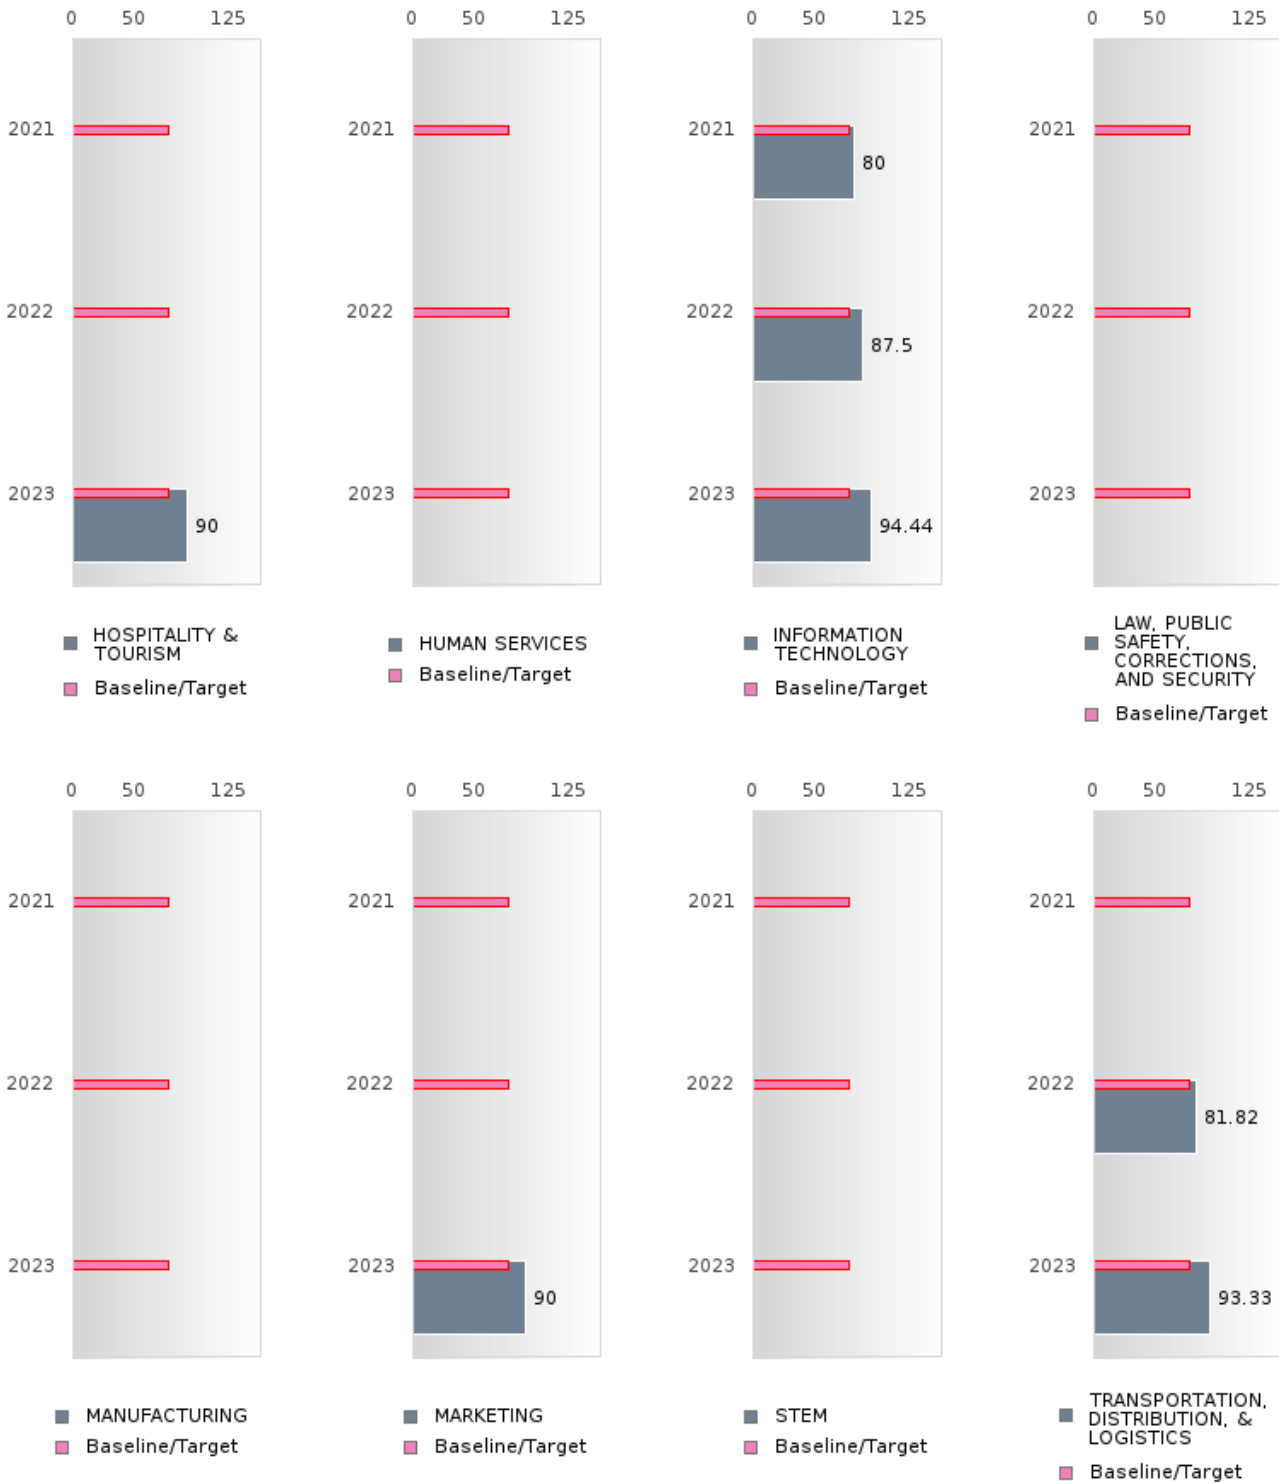 0 50 125
2021
2022
2023
90
HOSPITALITY &
TOURISM
Baseline/Target
0 50 125
2021
2022
2023
HUMAN SERVICES
Baseline/Target
0 50 125
2021
80
2022
87.5
2023
94.44
INFORMATION
TECHNOLOGY
Baseline/Target
0 50 125
2021
2022
2023
LAW, PUBLIC
SAFETY,
CORRECTIONS,
AND SECURITY
Baseline/Target
0 50 125
2021
2022
2023
MANUFACTURING
Baseline/Target
0 50 125
2021
2022
2023
90
MARKETING
Baseline/Target
0 50 125
2021
2022
2023
STEM
Baseline/Target
0 50 125
2021
2022
81.82
2023
93.33
TRANSPORTATION,
DISTRIBUTION, &
LOGISTICS
Baseline/Target